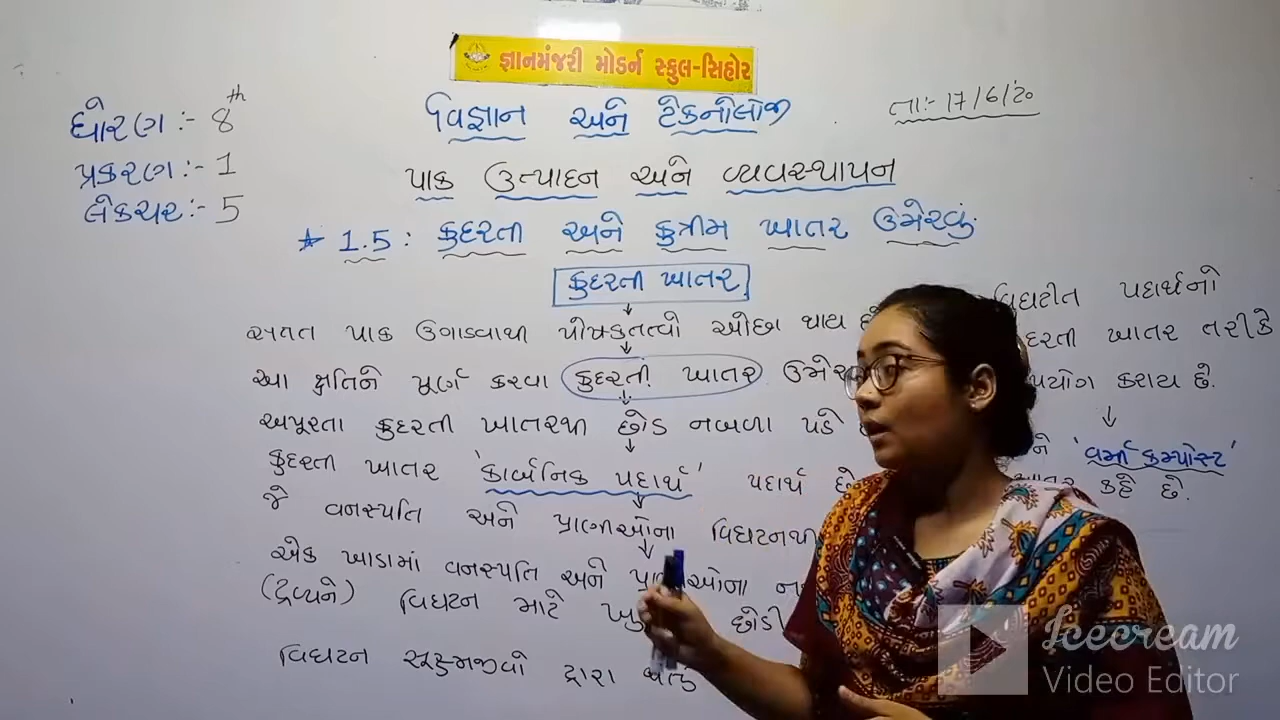 જ્ઞાનમંજરી મોડર્ન સ્કુલ-સિહોર
ધોરણ :- 8th
પ્રકરણ :- 1
લેકચર :- 5
તા:- 17/6/20
વિજ્ઞાન અને ટેકનોલોજી
પાક ઉત્પાદન અને વ્યવસ્થાપન
★ 1.5 : કુદરતી અને કુત્રીમ ખાતર ઉમેરવું.
કુદરતી ખાતર
સતત પાક ઉગાડવાથી પોષકતત્વો ઓછા થાય
આ ક્ષતિને પૂર્ણ કરવા કુદરતી ખાતર
અપૂરતા કુદરતી ખાતરથી છોડ નબળા પડે
કુદરતી ખાતર 'કાર્બનિક પદાર્થ' પદાર્થ છે
જે વનસ્પતિ અને પ્રાણીઓના વિઘટનથી
એક ખાડામાં વનસ્પતિ અને
(દ્રવ્યને) વિઘટન માટે છોડી
વિઘટન સૂક્ષ્મજીવો દ્વારા
વિઘટીત પદાર્થનો
ખાતર તરીકે
કરાય છે.
'વર્મી કમ્પોસ્ટ'
કહે છે.
Icecream
Video Editor